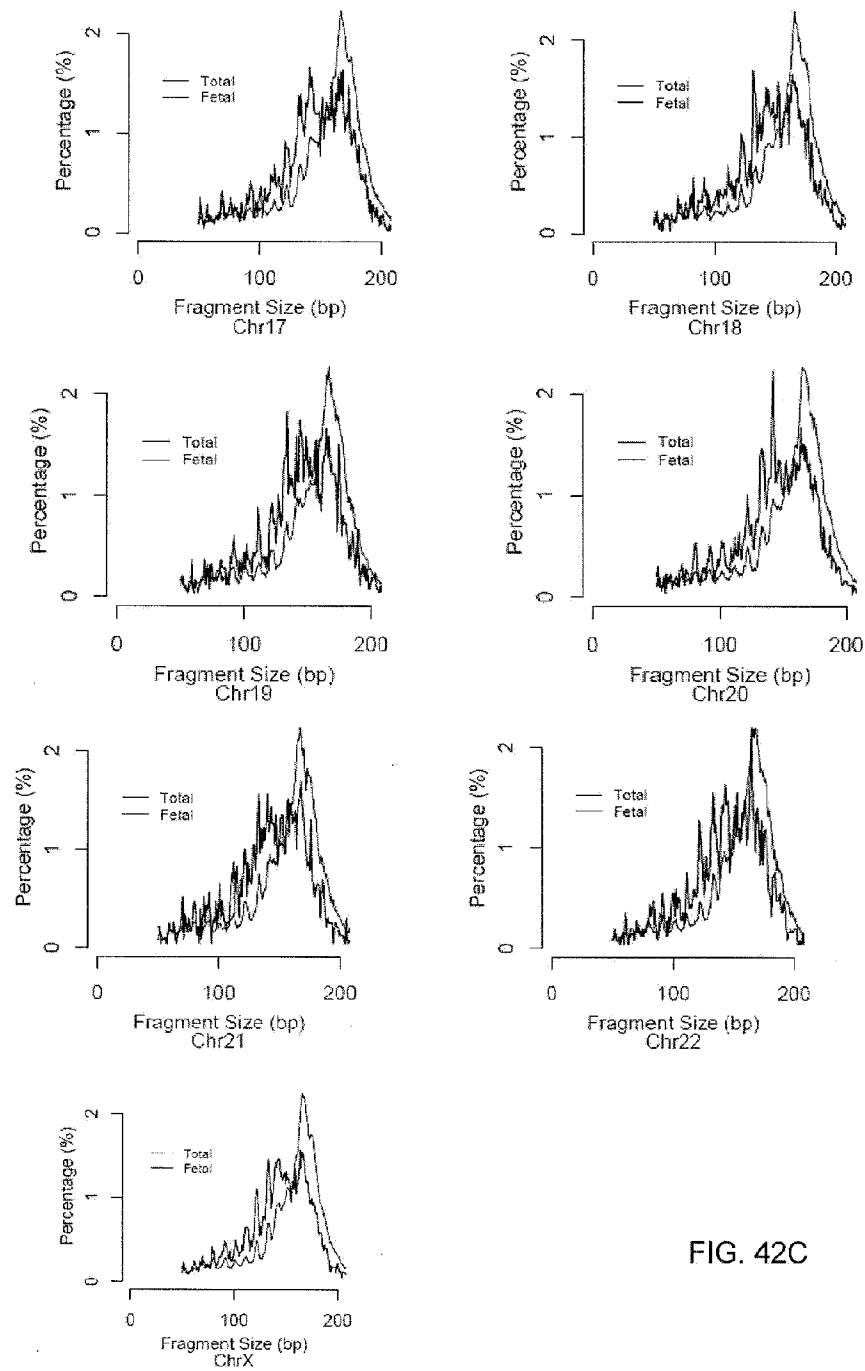 Percentage (%)
2
1
0
Total
Fetal
0 100 200
Fragment Size (bp)
Chr17
Percentage (%)
2
1
0
Total
Fetal
0 100 200
Fragment Size (bp)
Chr18
Percentage (%)
2
1
0
Total
Fetal
0 100 200
Fragment Size (bp)
Chr19
Percentage (%)
2
1
0
Total
Fetal
0 100 200
Fragment Size (bp)
Chr20
Percentage (%)
2
1
0
Total
Fetal
0 100 200
Fragment Size (bp)
Chr21
Percentage (%)
2
1
0
Total
Fetal
0 100 200
Fragment Size (bp)
Chr22
Percentage (%)
2
1
0
Total
Fetal
0 100 200
Fragment Size (bp)
ChrX
FIG. 42C